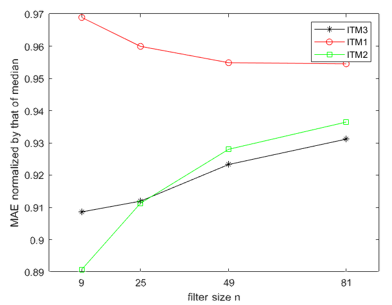 0.97
0.96
0.95
0.94
0.93
0.92
0.91
0.9
0.89
MAE normalized by that of median
ITM3
ITM1
ITM2
9 25 49 81
filter size n